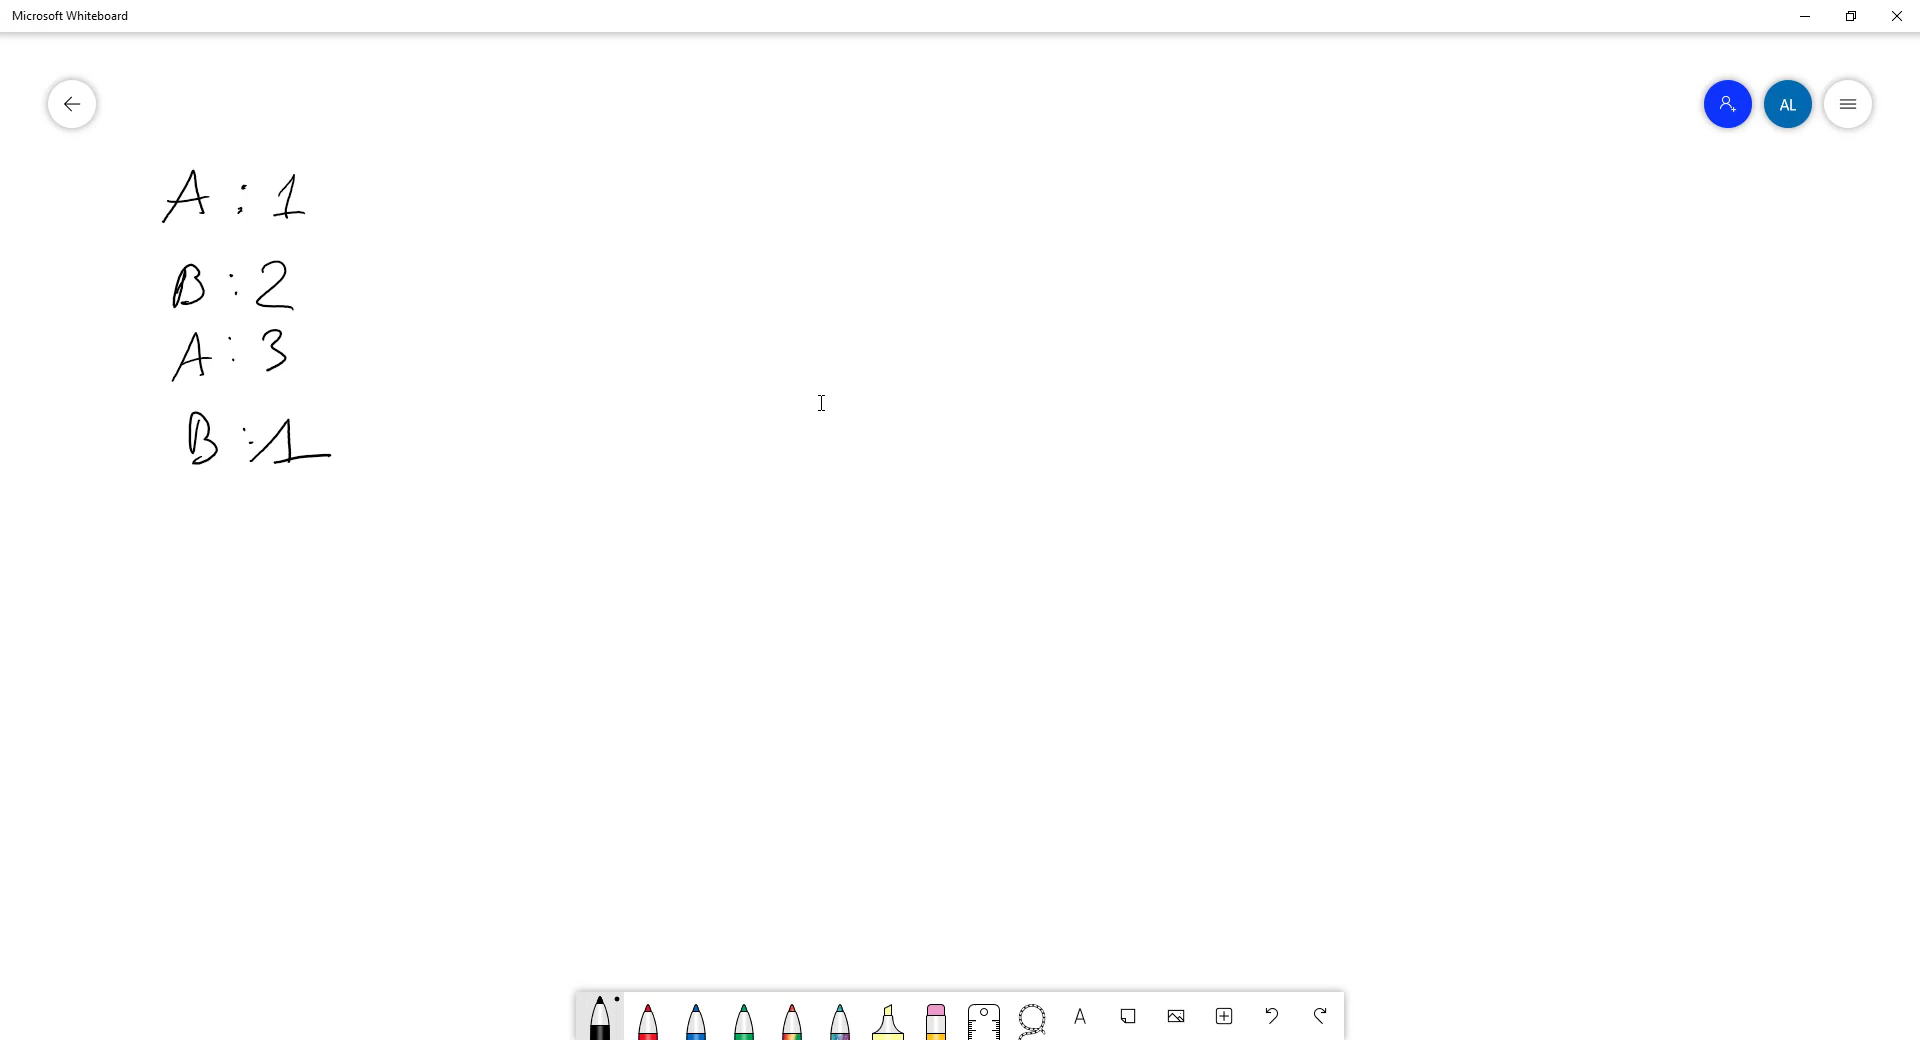 Microsoft Whiteboard
AL
A : 1
B : 2
A : 3
B : 1
A